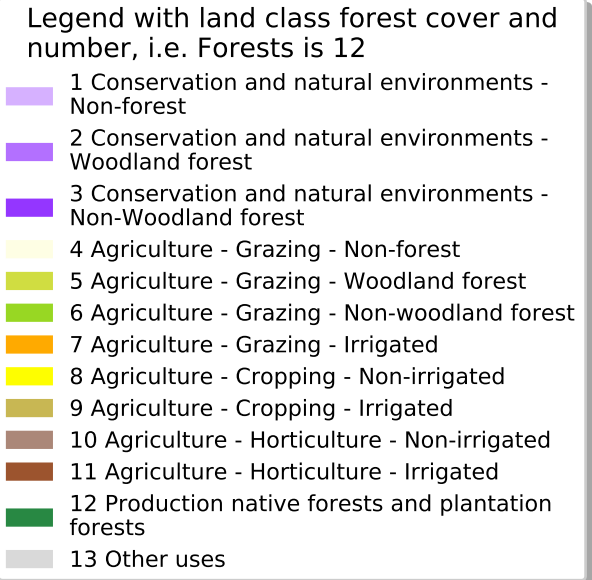 Legend with land class forest cover and
number, i.e. Forests is 12
1 Conservation and natural environments -
Non-forest
2 Conservation and natural environments -
Woodland forest
3 Conservation and natural environments -
Non-Woodland forest
4 Agriculture - Grazing - Non-forest
5 Agriculture - Grazing - Woodland forest
6 Agriculture - Grazing - Non-woodland forest
7 Agriculture - Grazing - Irrigated
8 Agriculture - Cropping - Non-irrigated
9 Agriculture - Cropping - Irrigated
10 Agriculture - Horticulture - Non-irrigated
11 Agriculture - Horticulture - Irrigated
12 Production native forests and plantation
forests
13 Other uses